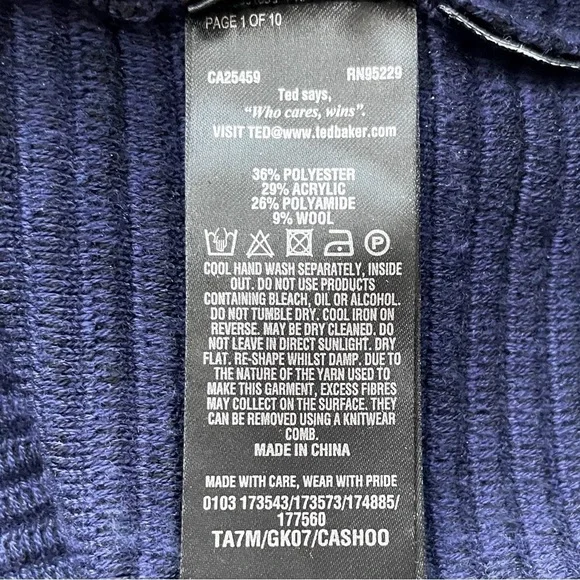 PAGE 1 OF 10
CA25459 RN95229
Ted says,
"Who cares, wins".
VISIT TED@www.tedbaker.com
36% POLYESTER
29% ACRYLIC
26% POLYAMIDE
9% WOOL
P
COOL HAND WASH SEPARATELY, INSIDE
OUT. DO NOT USE PRODUCTS
CONTAINING BLEACH, OIL OR ALCOHOL.
DO NOT TUMBLE DRY. COOL IRON ON
REVERSE. MAY BE DRY CLEANED. DO
NOT LEAVE IN DIRECT SUNLIGHT. DRY
FLAT. RE-SHAPE WHILST DAMP. DUE TO
THE NATURE OF THE YARN USED TO
MAKE THIS GARMENT, EXCESS FIBRES
MAY COLLECT ON THE SURFACE. THEY
CAN BE REMOVED USING A KNITWEAR
COMB.
MADE IN CHINA
MADE WITH CARE, WEAR WITH PRIDE
0103 173543/173573/174885/
177560
TA7M/GK07/CASHOO